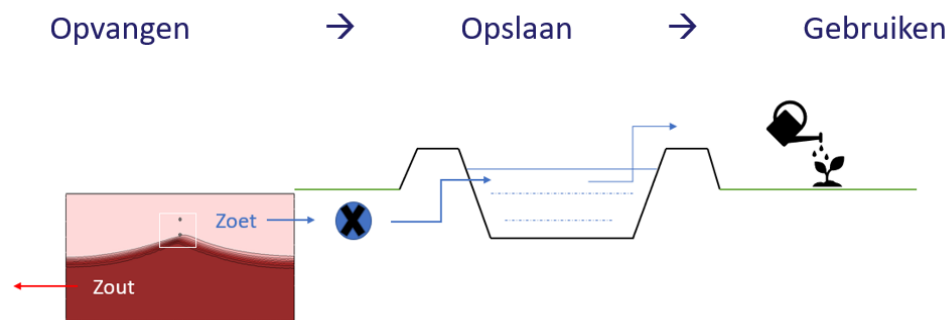 Opvangen → Opslaan → Gebruiken
Zoet
X
Zout